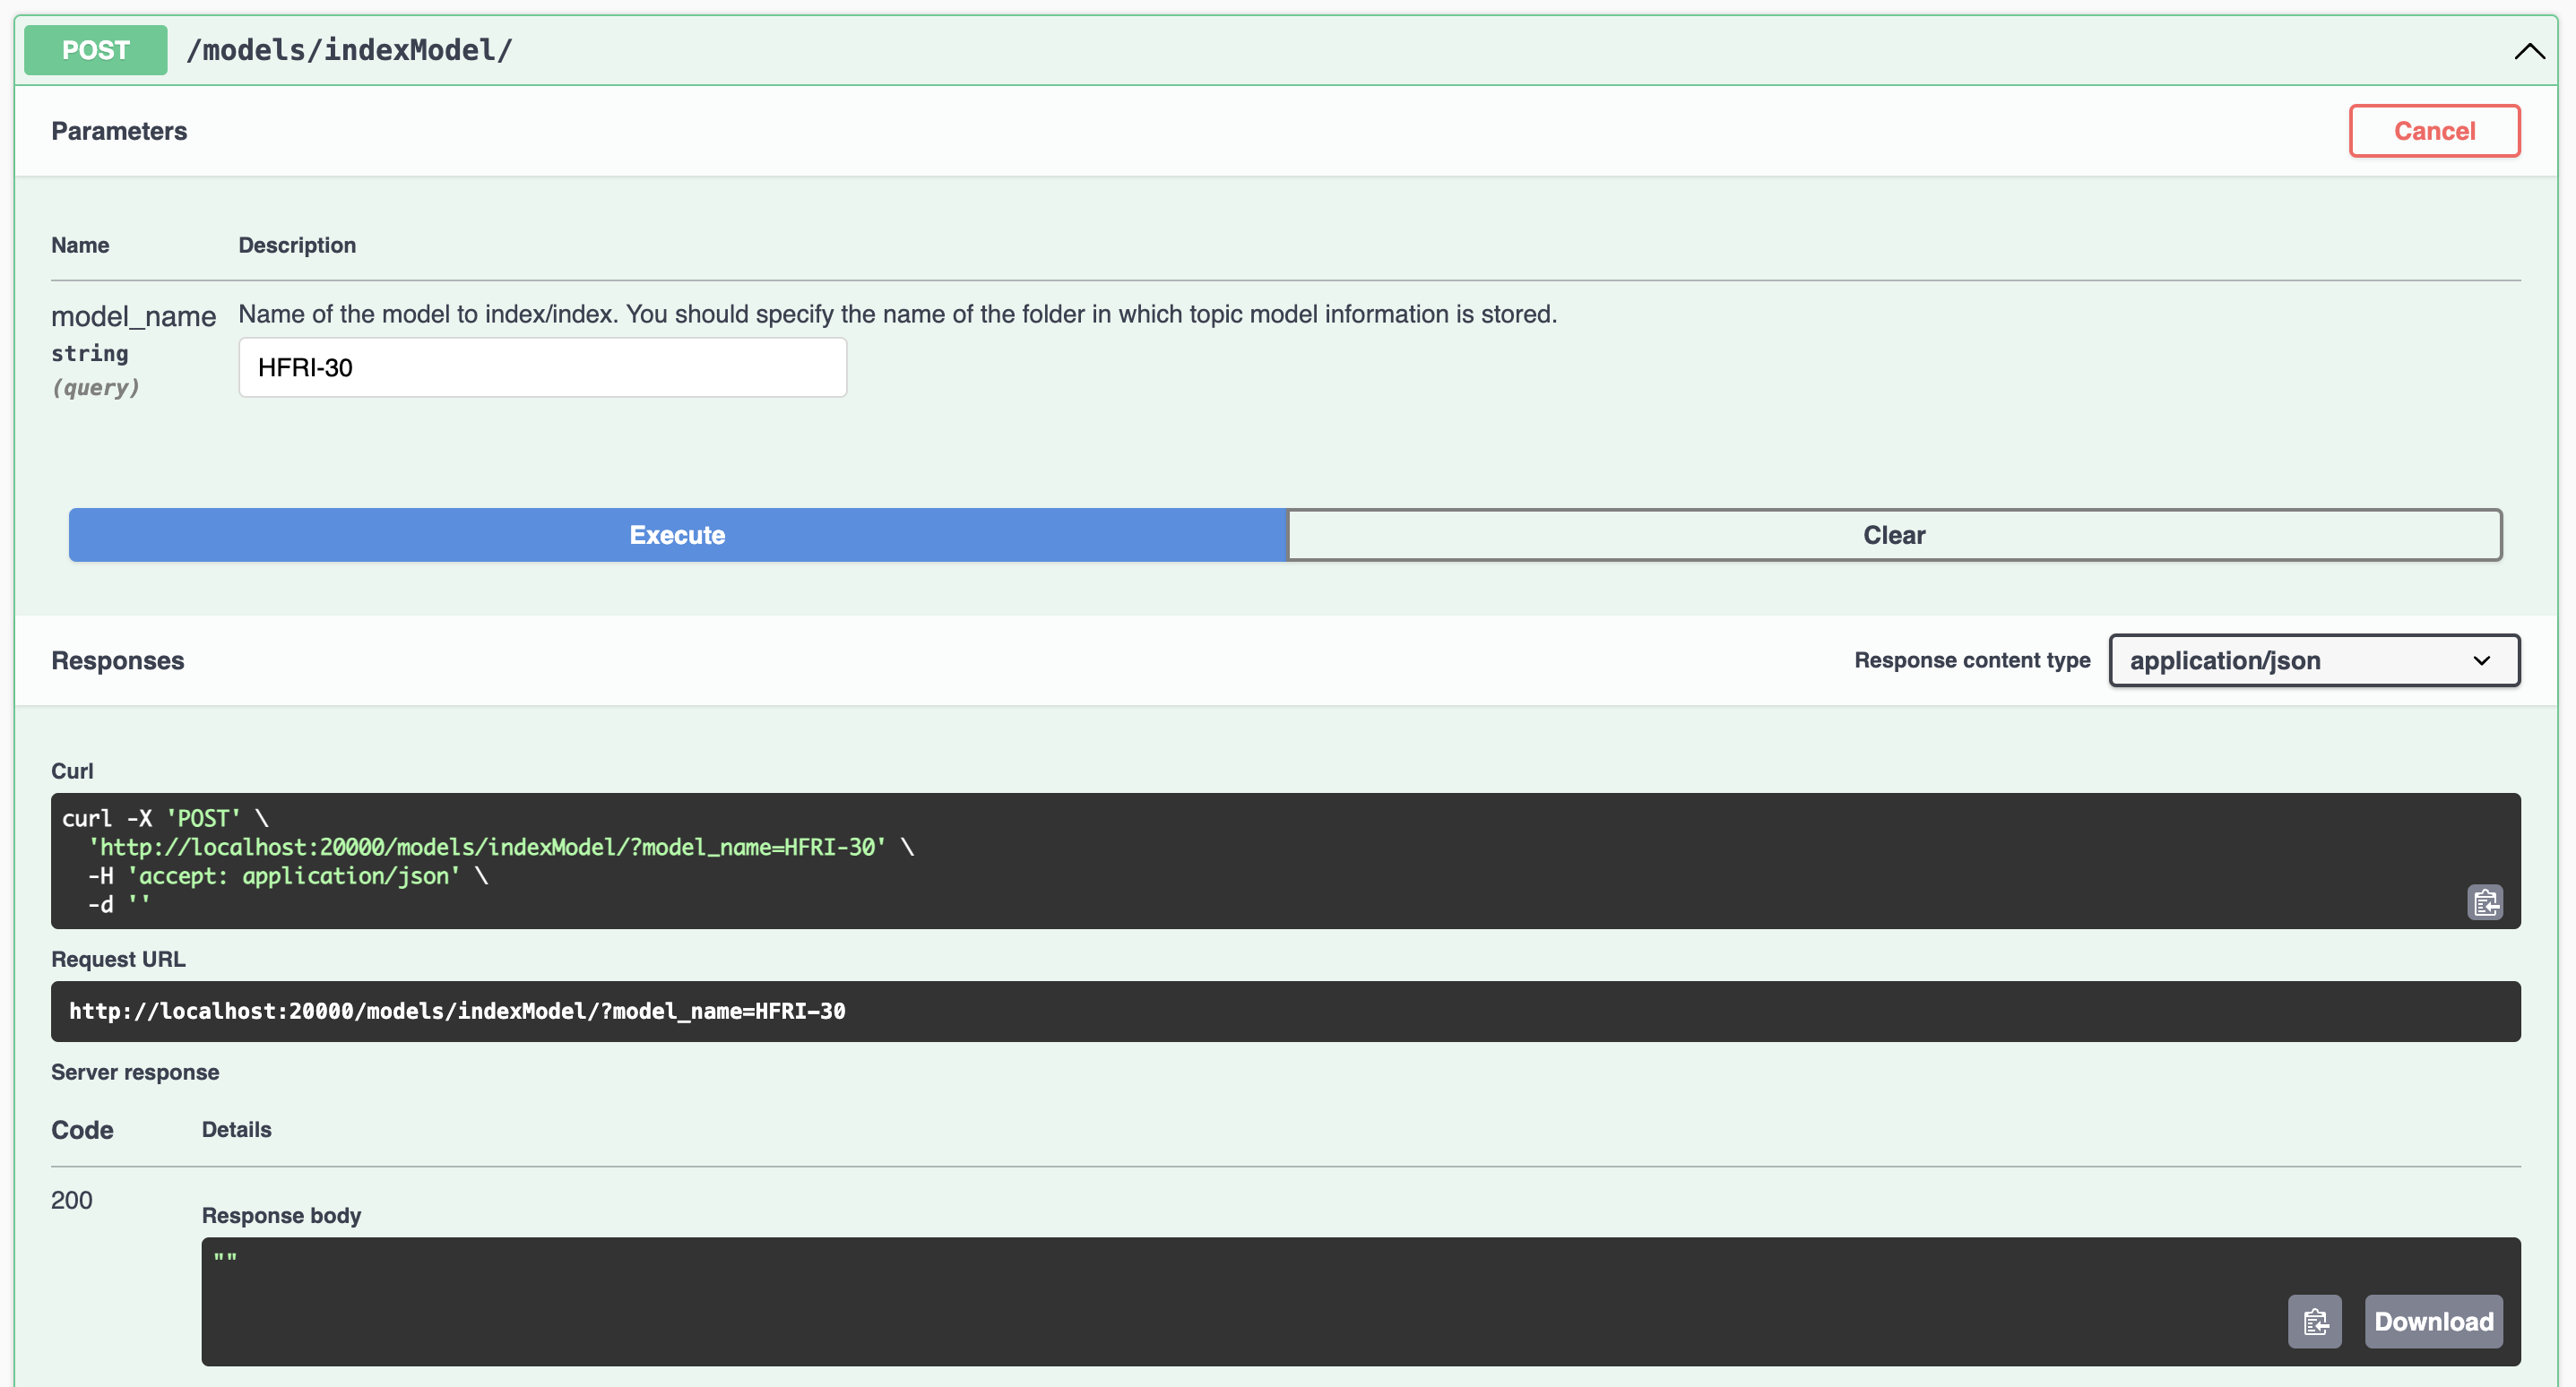 POST /models/indexModel/
Parameters
Cancel
Name Description
model_name
string
(query)
Name of the model to index/index. You should specify the name of the folder in which topic model information is stored.
HFRI-30
Execute
Clear
Responses
Response content type
application/json
Curl
curl -X 'POST' \
'http://localhost:20000/models/indexModel/?model_name=HFRI-30' \
-H 'accept: application/json' \
-d ''
Request URL
http://localhost:20000/models/indexModel/?model_name=HFRI-30
Server response
Code Details
200
Response body
""
Download